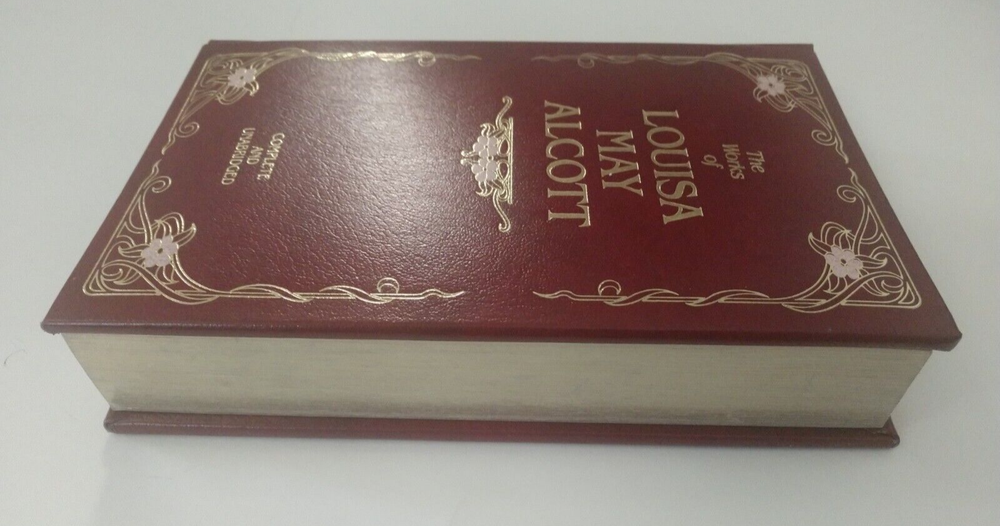 The
Works
of
LOUISA
MAY
ALCOTT
COMPLETE
AND
UNABRIDGED